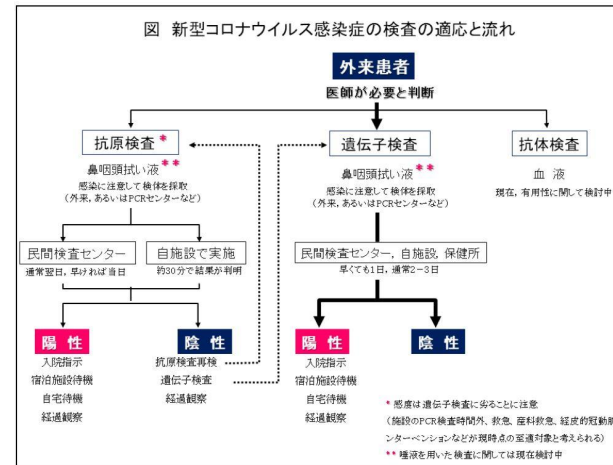 図 新型コロナウイルス感染症の検査の適応と流れ
外来患者
医師が必要と判断
抗原検査 *
鼻咽頭拭い液 **
感染に注意して検体を採取
(外来, あるいはPCRセンターなど)
民間検査センター
通常翌日, 早ければ当日
自施設で実施
約30分で結果が判明
陽 性
入院指示
宿泊施設待機
自宅待機
経過観察
陰 性
抗原検査再検
遺伝子検査
経過観察
遺伝子検査
鼻咽頭拭い液 **
感染に注意して検体を採取
(外来, あるいはPCRセンターなど)
民間検査センター, 自施設, 保健所
早くても1日, 通常2-3日
陽 性
入院指示
宿泊施設待機
自宅待機
経過観察
陰 性
抗体検査
血 液
現在, 有用性に関して検討中
* 感度は遺伝子検査に劣ることに注意
(施設のPCR検査時間外、救急、産科救急、経皮的冠動脈
ンターベンションなどが現時点の至適対象と考えられる)
** 唾液を用いた検査に関しては現在検討中